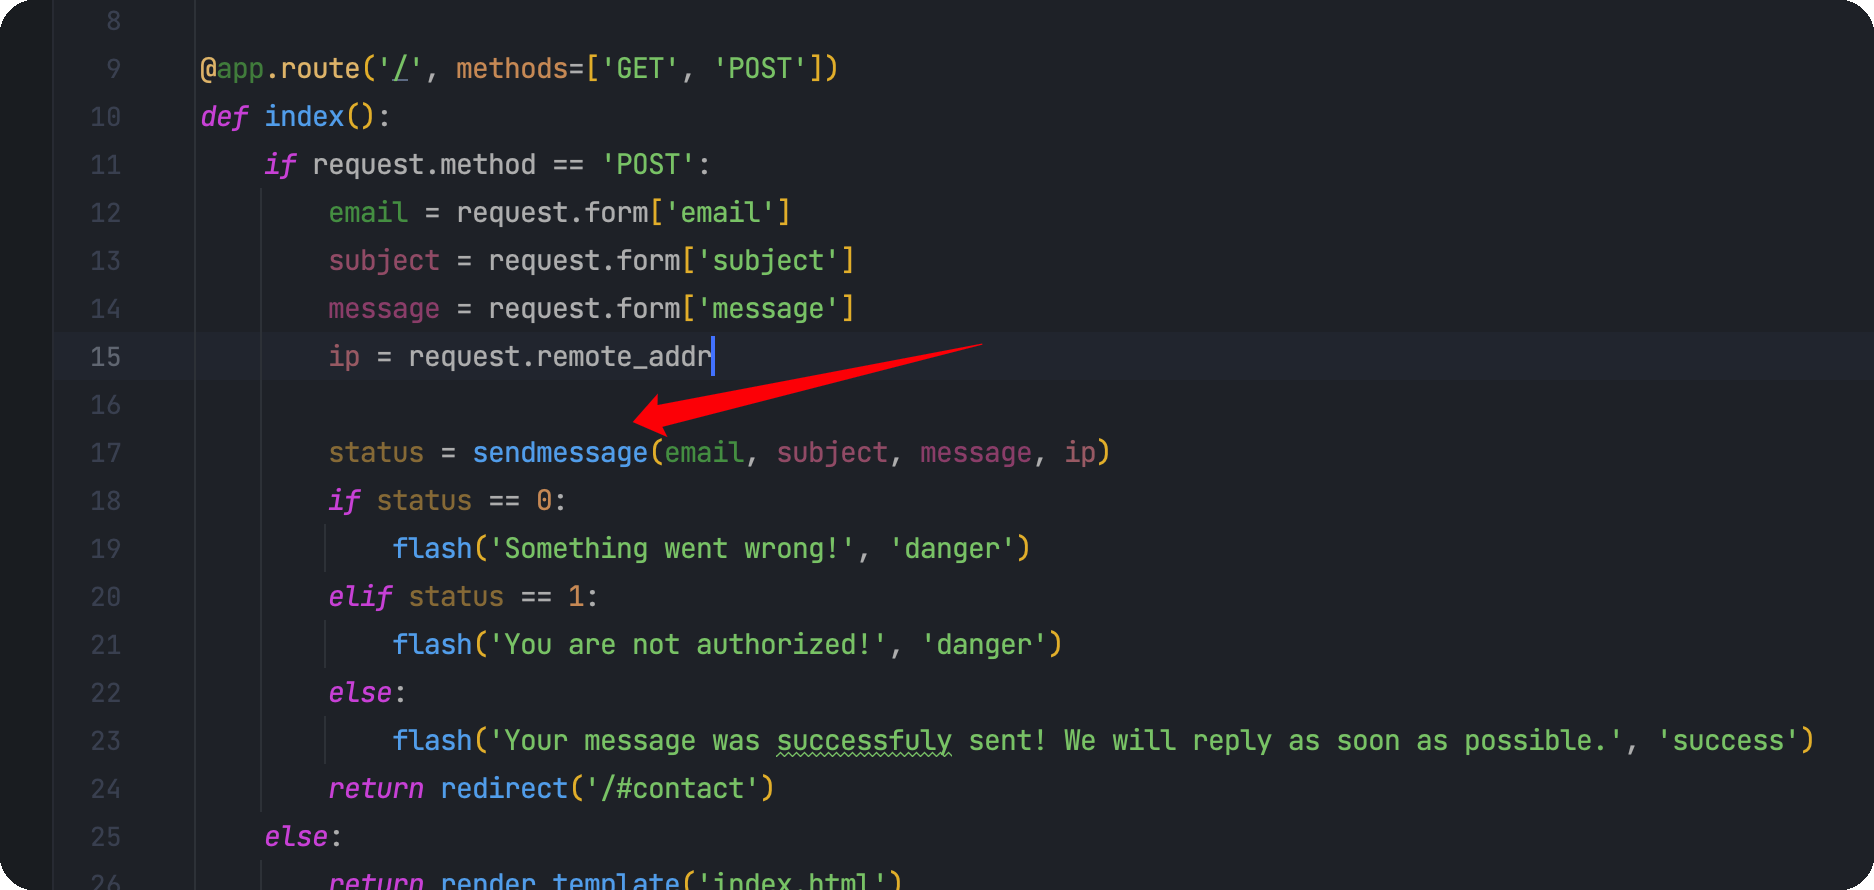 8
9 @app.route('/', methods=['GET', 'POST'])
10 def index():
11 if request.method == 'POST':
12 email = request.form['email']
13 subject = request.form['subject']
14 message = request.form['message']
15 ip = request.remote_addr
16
17 status = sendmessage(email, subject, message, ip)
18 if status == 0:
19 flash('Something went wrong!', 'danger')
20 elif status == 1:
21 flash('You are not authorized!', 'danger')
22 else:
23 flash('Your message was successfuly sent! We will reply as soon as possible.', 'success')
24 return redirect('/#contact')
25 else:
26 return render_template('index.html')